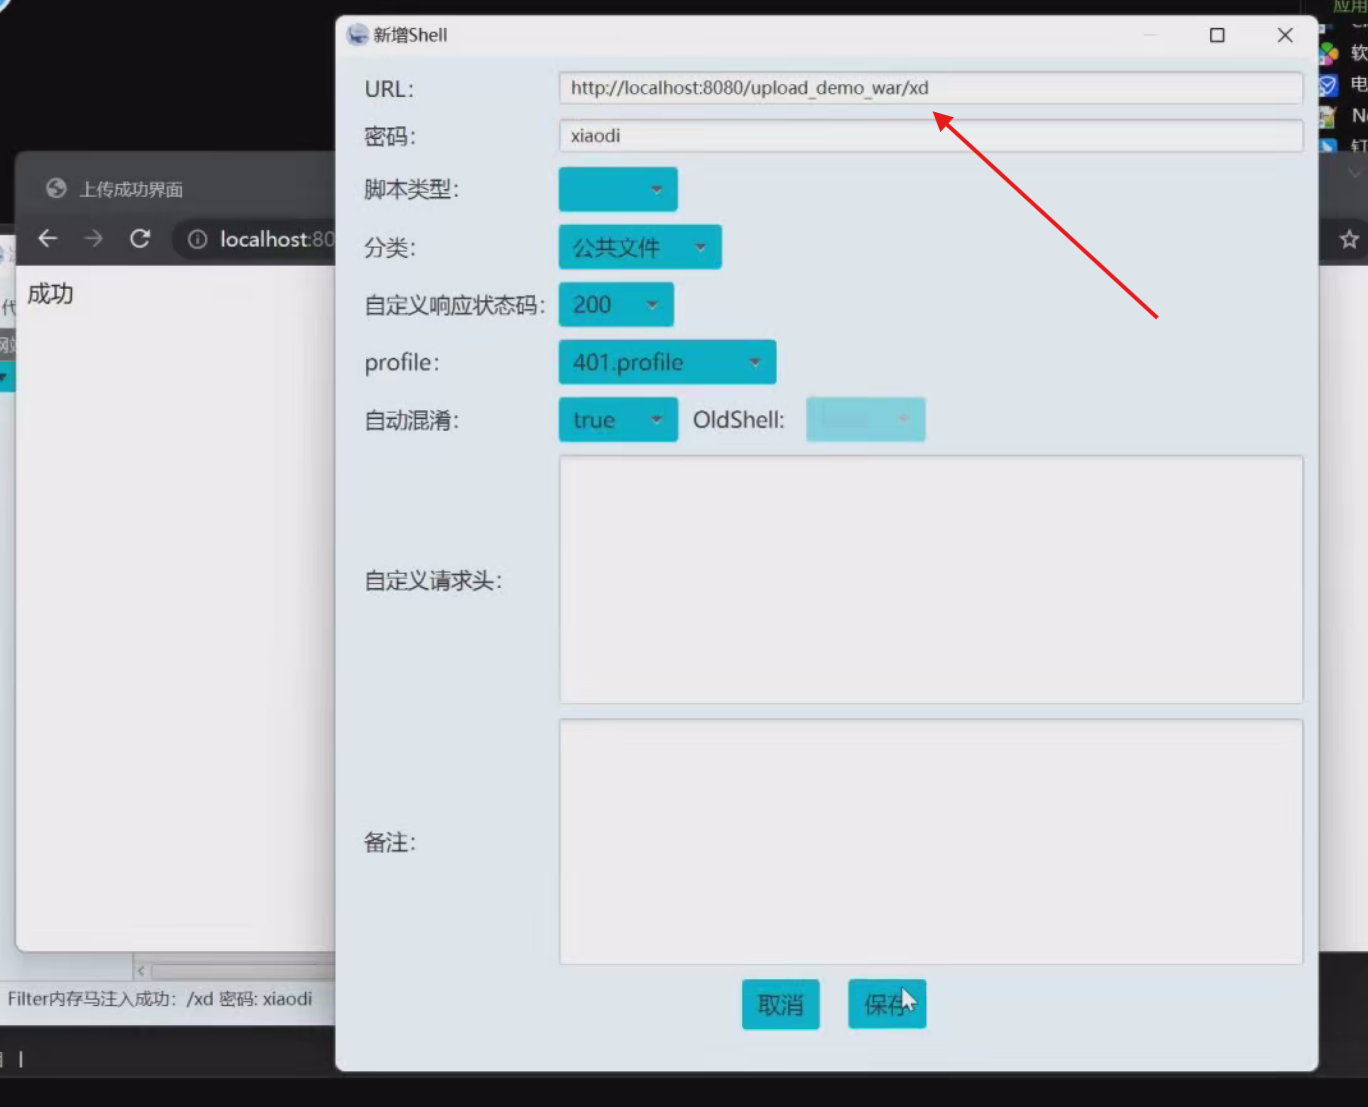 应用
新增Shell
软
URL:
http://localhost:8080/upload_demo_war/xd
电
密码:
xiaodi
钉
上传成功界面
脚本类型:
localhost:80
分类:
公共文件
成功
代
自定义响应状态码:
200
profile:
401.profile
自动混淆:
true
OldShell:
自定义请求头:
备注:
Filter内存马注入成功: /xd 密码: xiaodi
取消
保存